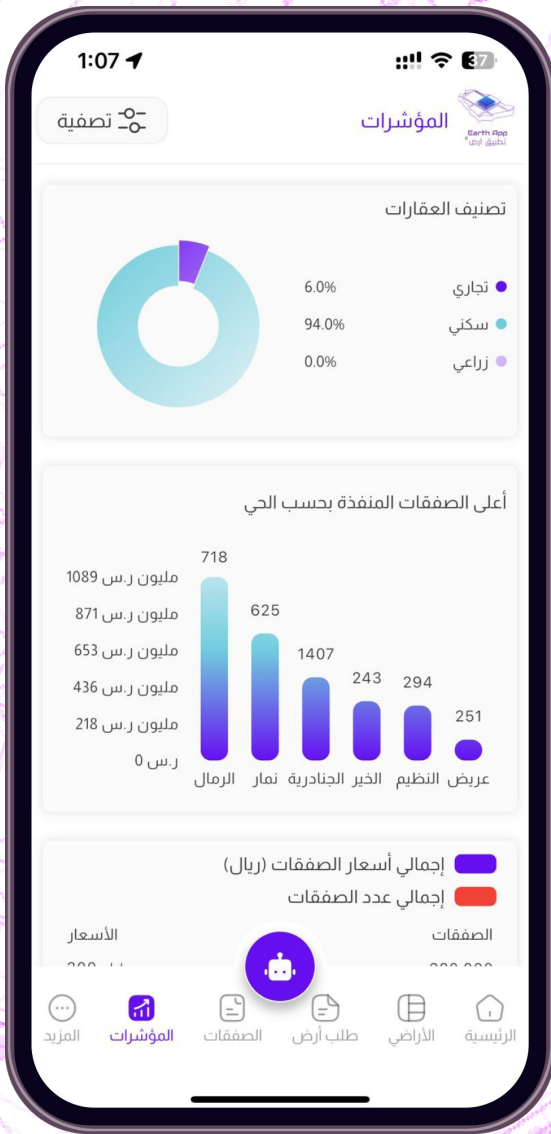 1:07
37
المؤشرات
تصفية
Earth App
تطبيق أرض
تصنيف العقارات
تجاري 6.0%
سكني 94.0%
زراعي 0.0%
أعلى الصفقات المنفذة بحسب الحي
718
مليون ر.س 1089
مليون ر.س 871
625
مليون ر.س 653
1407
مليون ر.س 436
243
294
مليون ر.س 218
251
ر.س 0
عريض النظيم الخير الجنادرية نمار الرمال
إجمالي أسعار الصفقات (ريال)
إجمالي عدد الصفقات
الصفقات الأسعار
الرئيسية الأراضي طلب أرض الصفقات المؤشرات المزيد